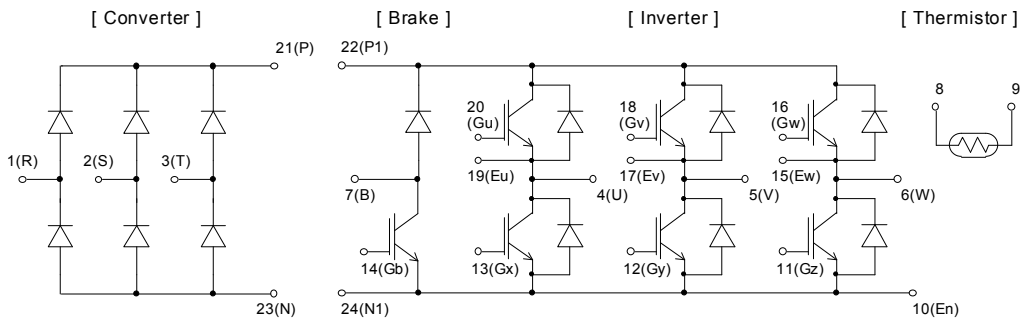 [ Converter ]
[ Brake ]
[ Inverter ]
[ Thermistor ]
21(P)
22(P1)
20
(Gu)
18
(Gv)
16
(Gw)
8
9
1(R)
2(S)
3(T)
7(B)
19(Eu)
4(U)
17(Ev)
5(V)
15(Ew)
6(W)
14(Gb)
13(Gx)
12(Gy)
11(Gz)
23(N)
24(N1)
10(En)